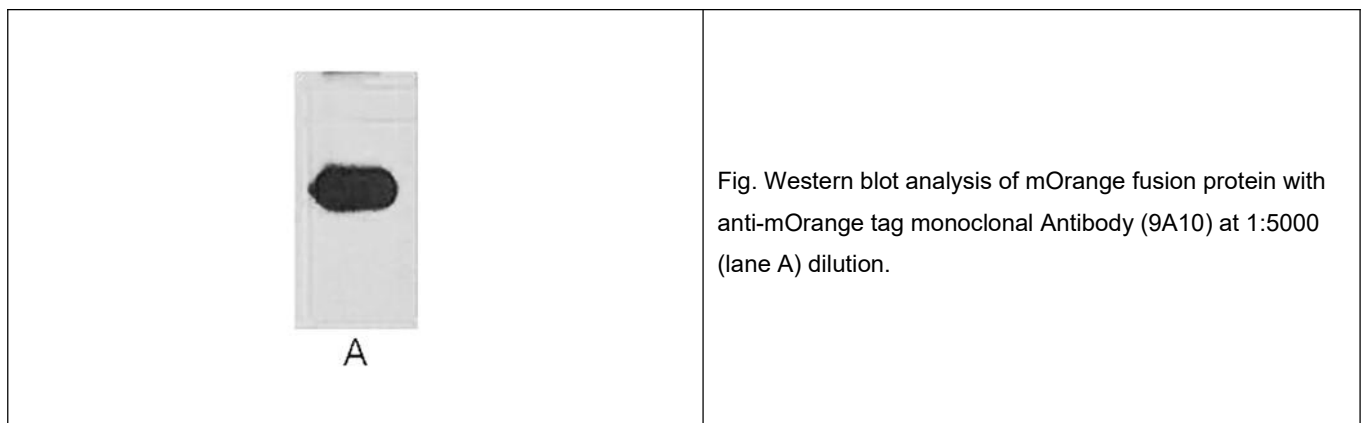 A
Fig. Western blot analysis of mOrange fusion protein with
anti-mOrange tag monoclonal Antibody (9A10) at 1:5000
(lane A) dilution.